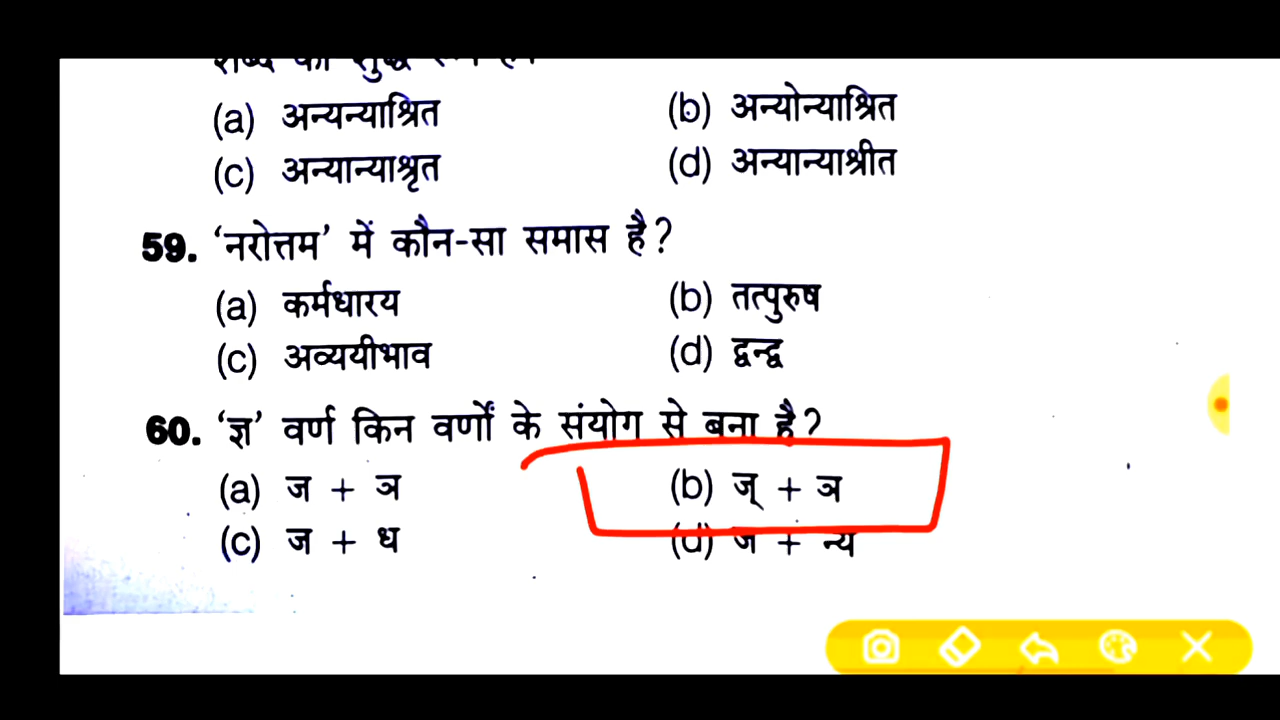 (a) अन्यन्याश्रित (b) अन्योन्याश्रित
(c) अन्यान्याश्रृत (d) अन्यान्याश्रीत
59. ‘नरोत्तम’ में कौन-सा समास है?
(a) कर्मधारय (b) तत्पुरुष
(c) अव्ययीभाव (d) द्वन्द्व
60. ‘ज्ञ’ वर्ण किन वर्णों के संयोग से बना है?
(a) ज + ञ (b) ज् + ञ
(c) ज + ध (d) ज + न्य